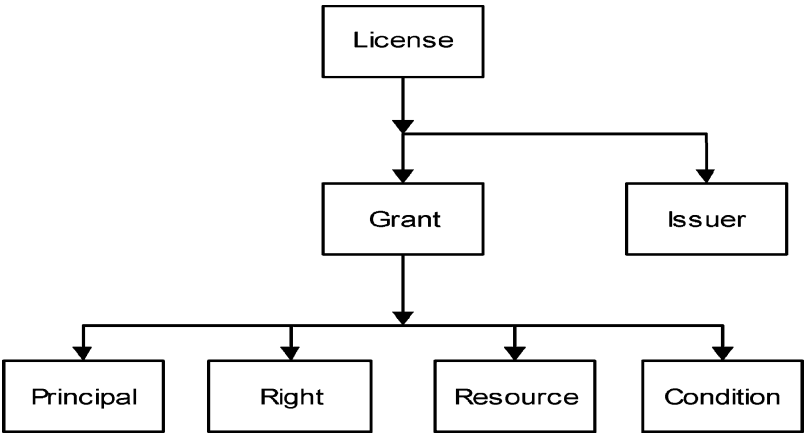 License
Grant
Issuer
Principal
Right
Resource
Condition